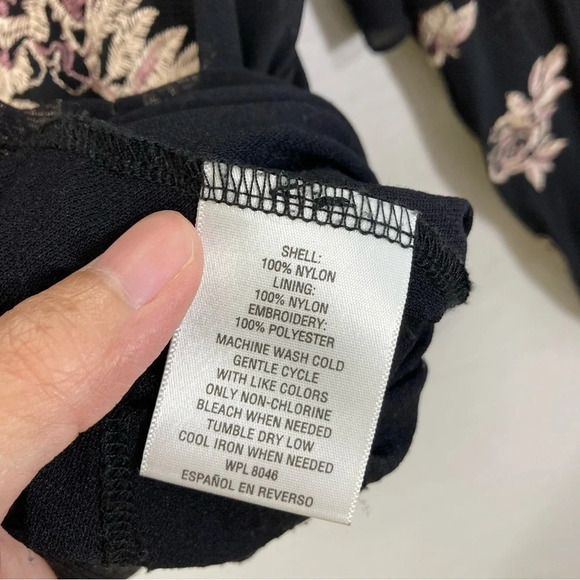 SHELL:
100% NYLON
LINING:
100% NYLON
EMBROIDERY:
100% POLYESTER
MACHINE WASH COLD
GENTLE CYCLE
WITH LIKE COLORS
ONLY NON-CHLORINE
BLEACH WHEN NEEDED
TUMBLE DRY LOW
COOL IRON WHEN NEEDED
WPL 8046
ESPAÑOL EN REVERSO